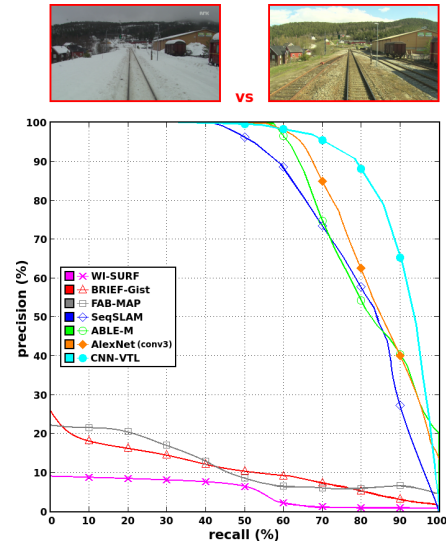 NRK
vs
precision (%)
100
90
80
70
60
50
40
30
20
10
0
WI-SURF
BRIEF-Gist
FAB-MAP
SeqSLAM
ABLE-M
AlexNet (conv3)
CNN-VTL
0 10 20 30 40 50 60 70 80 90 100
recall (%)